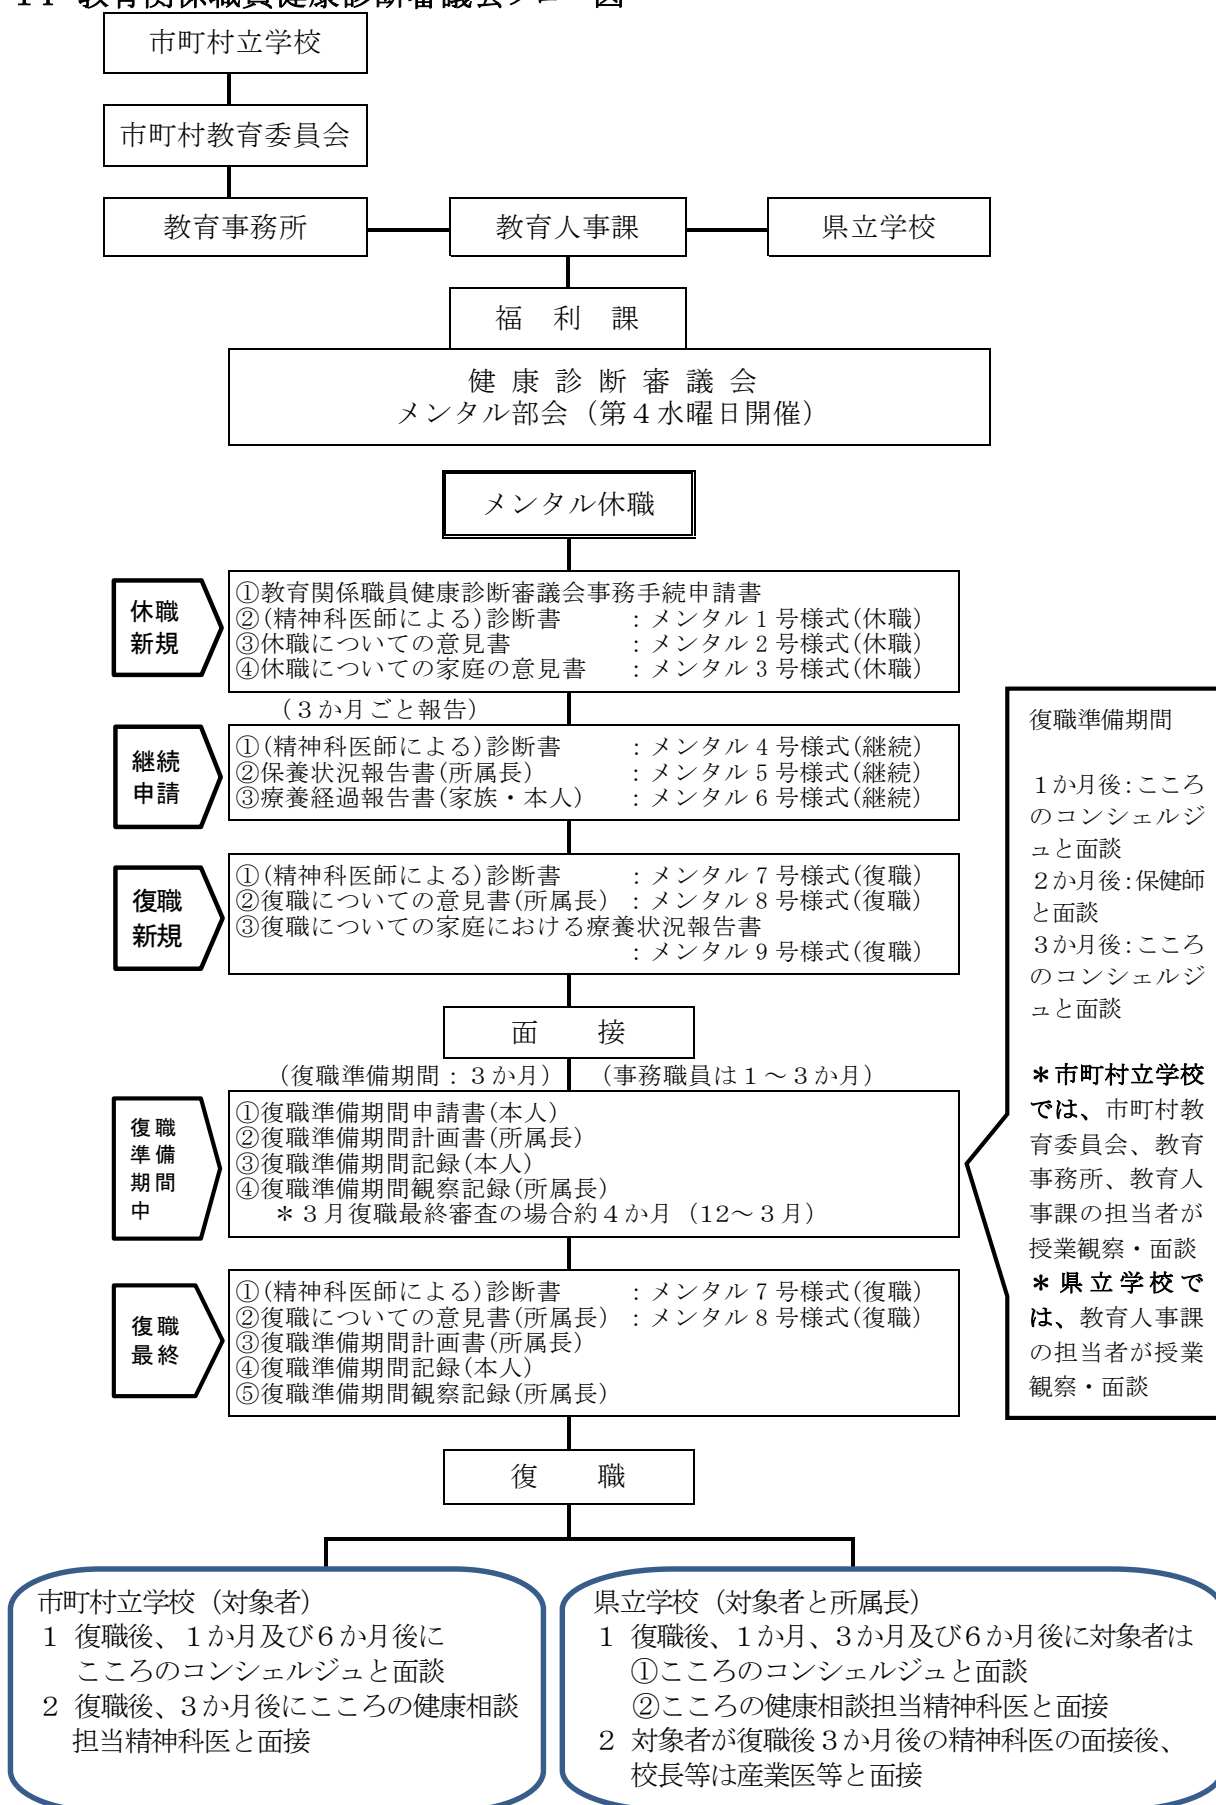 14 教育関係職員健康診断審議会フロー図
市町村立学校
市町村教育委員会
教育事務所
教育人事課
県立学校
福　利　課
健 康 診 断 審 議 会
メンタル部会（第４水曜日開催）
メンタル休職
休職
新規
①教育関係職員健康診断審議会事務手続申請書
②(精神科医師による)診断書　　：メンタル１号様式(休職)
③休職についての意見書　　　　：メンタル２号様式(休職)
④休職についての家庭の意見書　：メンタル３号様式(休職)
（３か月ごと報告）
継続
申請
①(精神科医師による)診断書　　：メンタル４号様式(継続)
②保養状況報告書(所属長)　　　：メンタル５号様式(継続)
③療養経過報告書(家族・本人)　：メンタル６号様式(継続)
復職
新規
①(精神科医師による)診断書　　：メンタル７号様式(復職)
②復職についての意見書(所属長)：メンタル８号様式(復職)
③復職についての家庭における療養状況報告書
：メンタル９号様式(復職)
面　　接
（復職準備期間：３か月）　（事務職員は１～３か月）
復職
準備
期間
中
①復職準備期間申請書(本人)
②復職準備期間計画書(所属長)
③復職準備期間記録(本人)
④復職準備期間観察記録(所属長)
＊３月復職最終審査の場合約４か月（12～３月）
復職
最終
①(精神科医師による)診断書　　：メンタル７号様式(復職)
②復職についての意見書(所属長)：メンタル８号様式(復職)
③復職準備期間計画書(所属長)
④復職準備期間記録(本人)
⑤復職準備期間観察記録(所属長)
復　　職
復職準備期間
１か月後：こころ
のコンシェルジ
ュと面談
２か月後：保健師
と面談
３か月後：こころ
のコンシェルジ
ュと面談
＊市町村立学校
では、市町村教
育委員会、教育
事務所、教育人
事課の担当者が
授業観察・面談
＊県立学校で
は、教育人事課
の担当者が授業
観察・面談
市町村立学校（対象者）
１ 復職後、１か月及び６か月後に
こころのコンシェルジュと面談
２ 復職後、３か月後にこころの健康相談
担当精神科医と面接
県立学校（対象者と所属長）
１ 復職後、１か月、３か月及び６か月後に対象者は
①こころのコンシェルジュと面談
②こころの健康相談担当精神科医と面接
２ 対象者が復職後３か月後の精神科医の面接後、
校長等は産業医等と面接